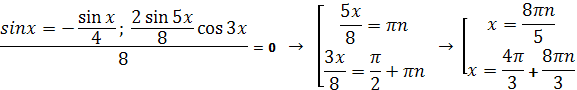 sinx = − sin x / 4 ; 2 sin 5x / 8 cos 3x / 8 = 0 → [ 5x / 8 = πn ; 3x / 8 = π / 2 + πn → [ x = 8πn / 5 ; x = 4π / 3 + 8πn / 3